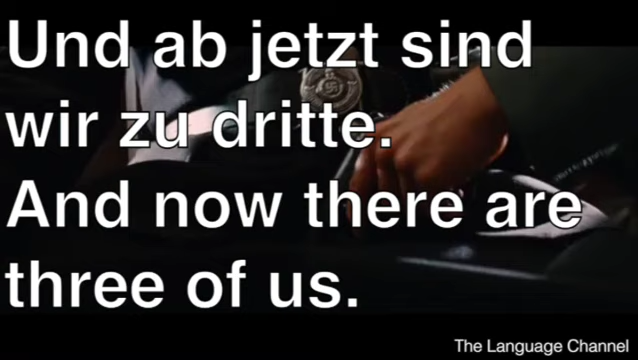 Und ab jetzt sind
wir zu dritte.
And now there are
three of us.
The Language Channel